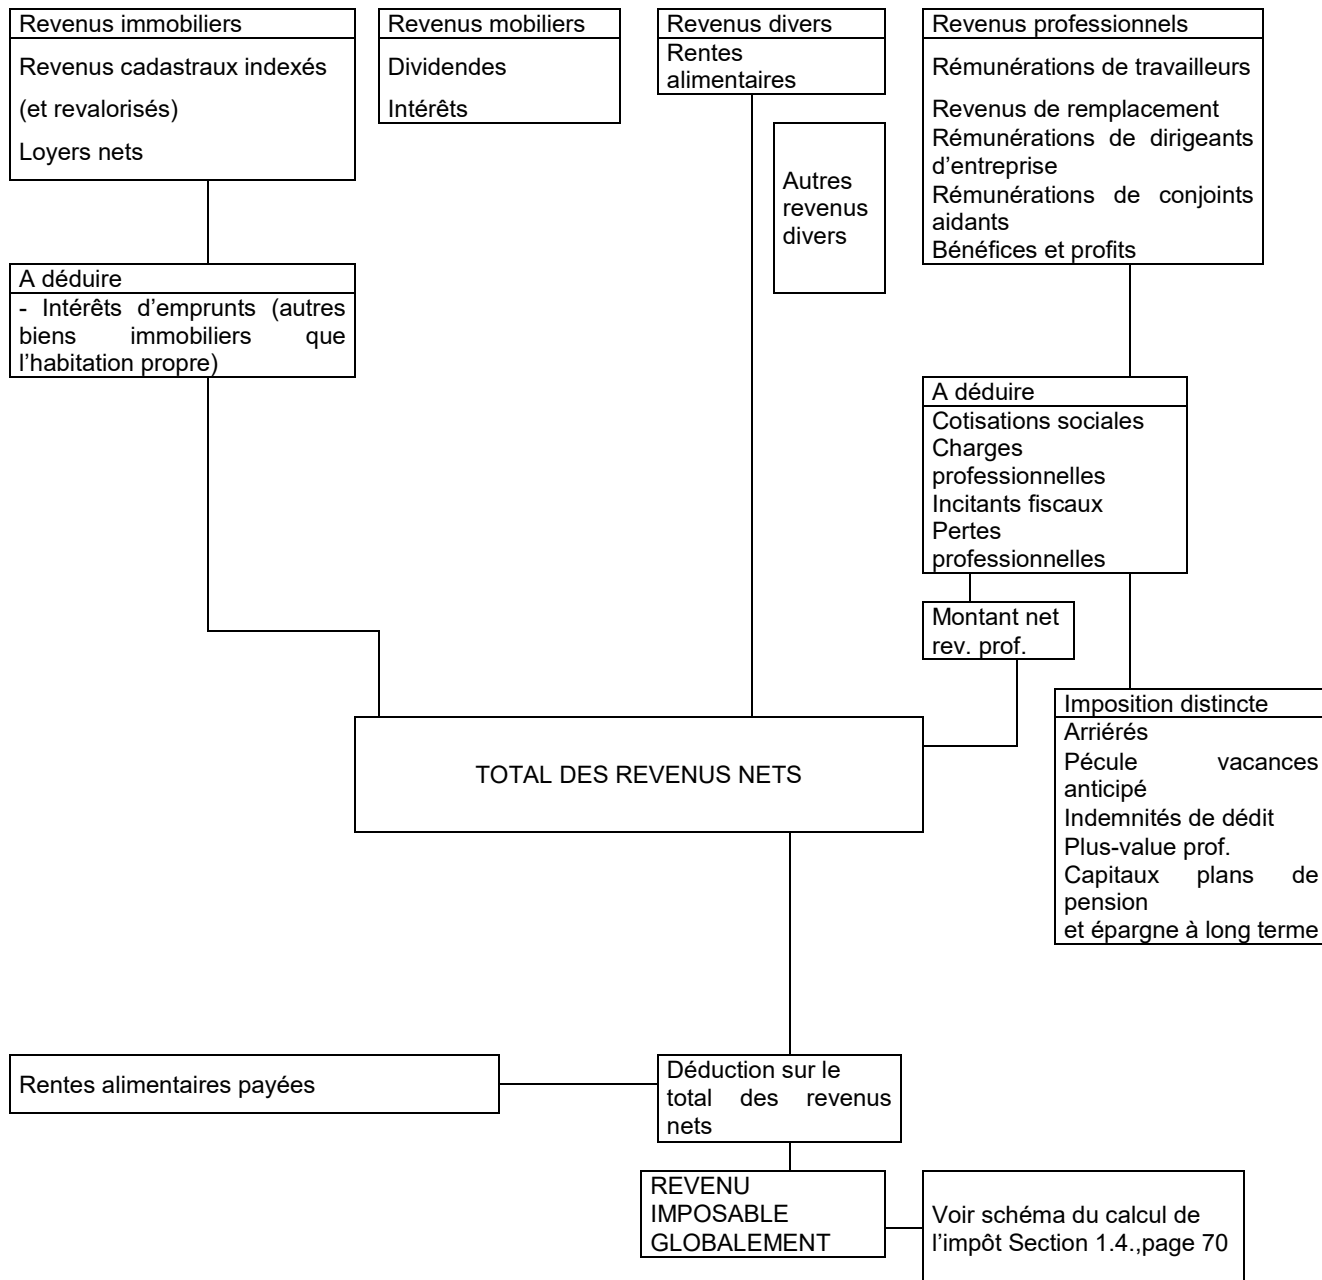 Revenus immobiliers
Revenus cadastraux indexés
(et revalorisés)
Loyers nets
Revenus mobiliers
Dividendes
Intérêts
Revenus divers
Rentes
alimentaires
Autres
revenus
divers
Revenus professionnels
Rémunérations de travailleurs
Revenus de remplacement
Rémunérations de dirigeants
d'entreprise
Rémunérations de conjoints
aidants
Bénéfices et profits
A déduire
- Intérêts d'emprunts (autres
biens immobiliers que
l'habitation propre)
A déduire
Cotisations sociales
Charges
professionnelles
Incitants fiscaux
Pertes
professionnelles
Montant net
rev. prof.
Imposition distincte
Arriérés
Pécule vacances
anticipé
Indemnités de dédit
Plus-value prof.
Capitaux plans de
pension
et épargne à long terme
TOTAL DES REVENUS NETS
Rentes alimentaires payées
Déduction sur le
total des revenus
nets
REVENU
IMPOSABLE
GLOBALEMENT
Voir schéma du calcul de
l'impôt Section 1.4.,page 70